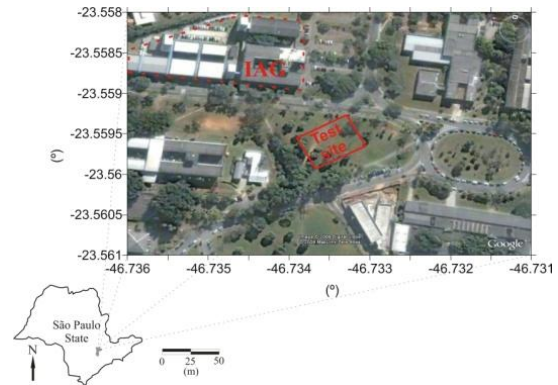 -23.558
-23.5585
-23.559
-23.5595
-23.56
-23.5605
-23.561
(º)
IAG
Test
site
Google
-46.736
-46.735
-46.734
-46.733
-46.732
-46.731
(º)
São Paulo
State
N
0 25 50
(m)